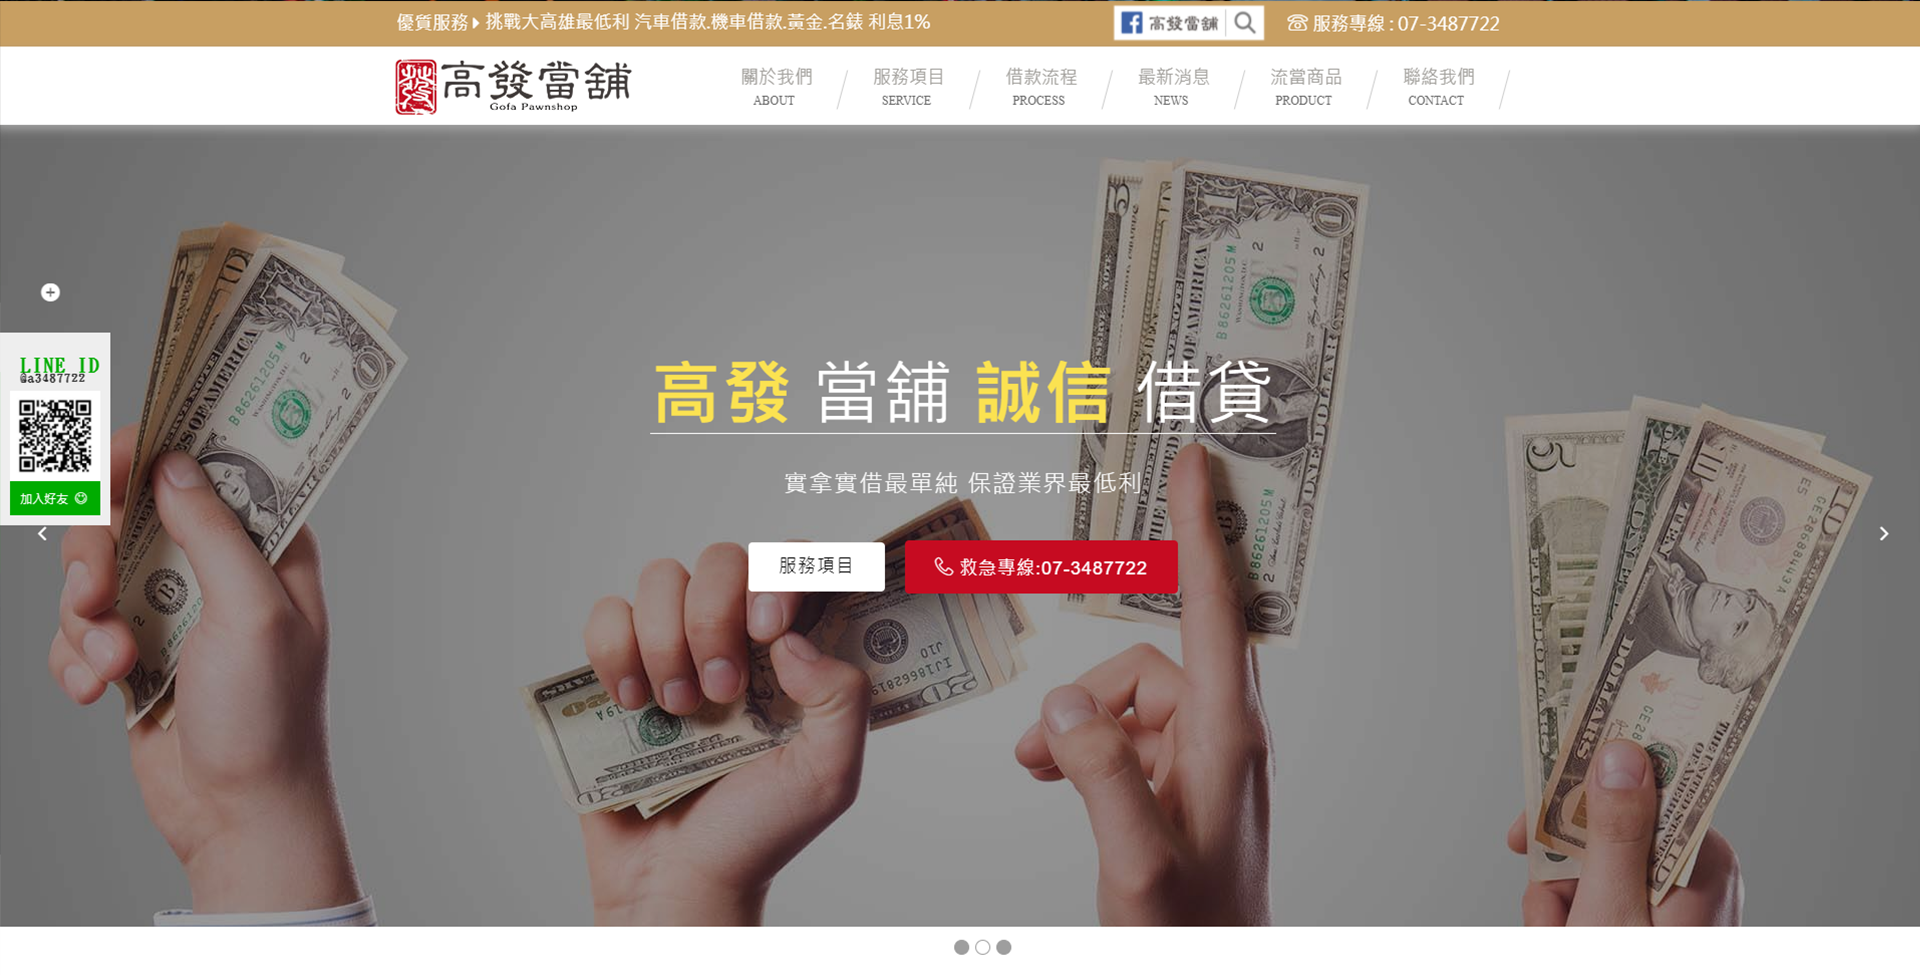 優質服務 挑戰大高雄最低利 汽車借款.機車借款.黃金.名錶 利息1%
高發當舖
服務專線 : 07-3487722
高發當舖
Gofa Pawnshop
關於我們
ABOUT
服務項目
SERVICE
借款流程
PROCESS
最新消息
NEWS
流當商品
PRODUCT
聯絡我們
CONTACT
LINE ID
@a3487722
加入好友
高發 當舖 誠信 借貸
實拿實借最單純 保證業界最低利
服務項目
救急專線:07-3487722